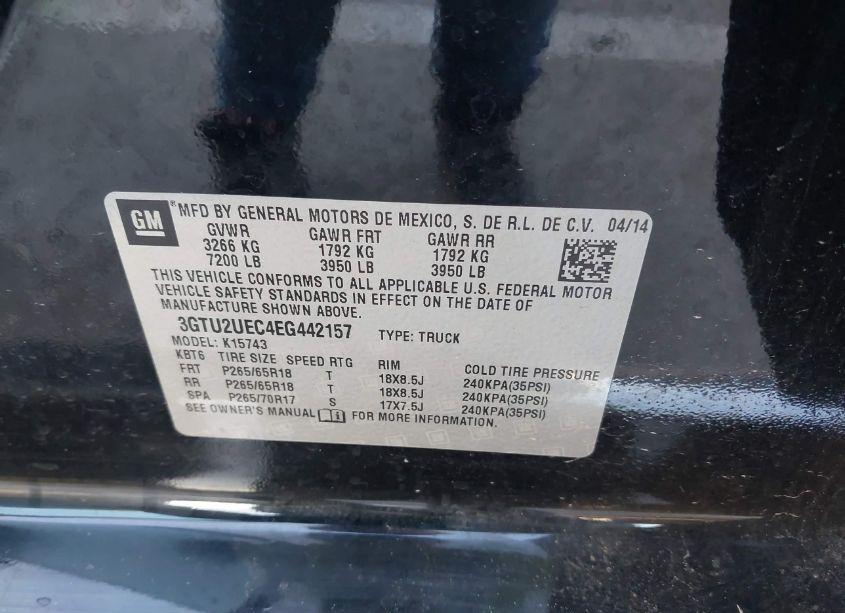 GM ® MFD BY GENERAL MOTORS DE MEXICO, S. DE R.L. DE C.V. 04/14
GVWR GAWR FRT GAWR RR
3266 KG 1792 KG 1792 KG
7200 LB 3950 LB 3950 LB
THIS VEHICLE CONFORMS TO ALL APPLICABLE U.S. FEDERAL MOTOR
VEHICLE SAFETY STANDARDS IN EFFECT ON THE DATE OF
MANUFACTURE SHOWN ABOVE.
3GTU2UEC4EG442157 TYPE: TRUCK
MODEL: K15743
KBT6 TIRE SIZE SPEED RTG RIM COLD TIRE PRESSURE
FRT P265/65R18 T 18X8.5J 240KPA(35PSI)
RR P265/65R18 T 18X8.5J 240KPA(35PSI)
SPA P265/70R17 S 17X7.5J 240KPA(35PSI)
SEE OWNER'S MANUAL FOR MORE INFORMATION.